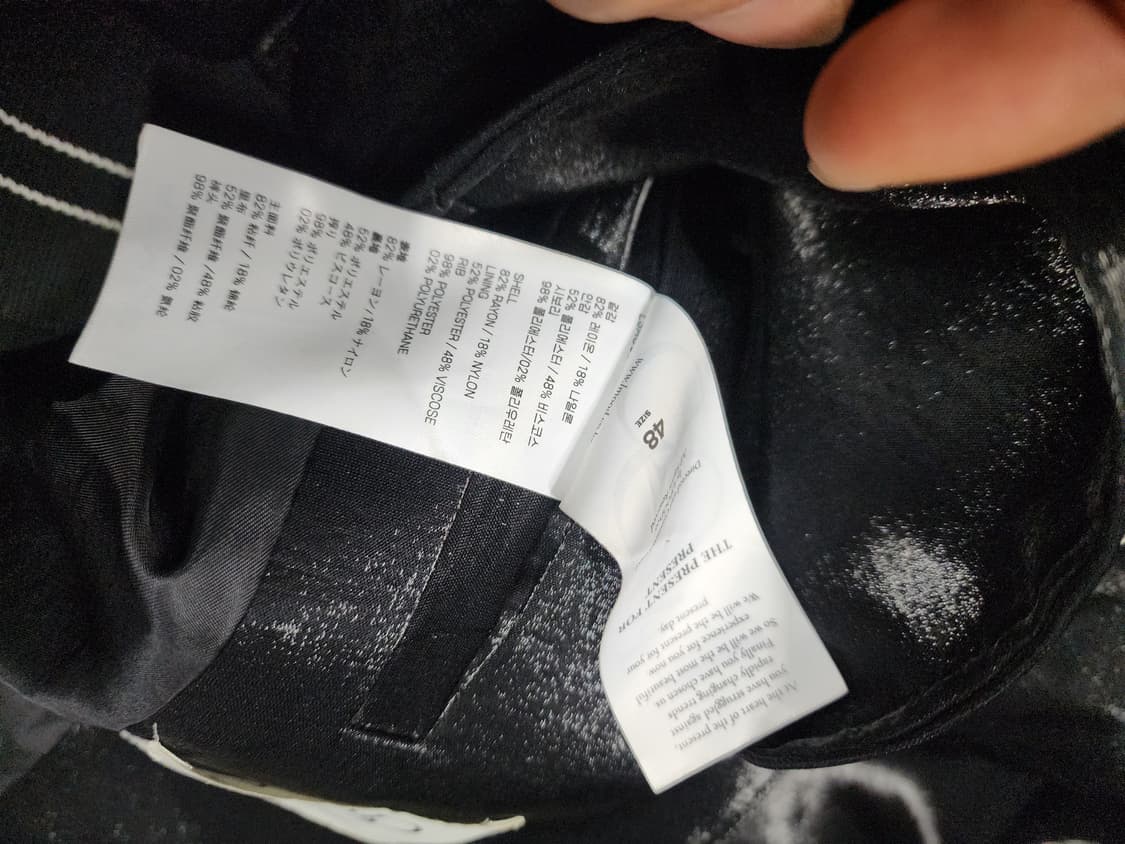 겉감
82% 레이온 / 18% 나일론
안감
52% 폴리에스터 / 48% 비스코스
시보리
98% 폴리에스터/02% 폴리우레탄
SHELL
82% RAYON / 18% NYLON
LINING
52% POLYESTER / 48% VISCOSE
RIB
98% POLYESTER
02% POLYURETHANE
表地
82% レーヨン / 18% ナイロン
裏地
52% ポリエステル
48% ビスコース
搾り
98% ポリエステル
02% ポリウレタン
主面料
82% 粘纤 / 18% 锦纶
里布
52% 聚酯纤维 / 48% 粘胶
98% 聚酯纤维 / 02% 氨纶
SIZE
48
THE PRESENT FOR
PRESENT
At the heart of the present,
you have struggled against
rapidly changing trends
Finally you have chosen us
So we will be the most beautiful
experience for you now.
We will be the present for your
present day.